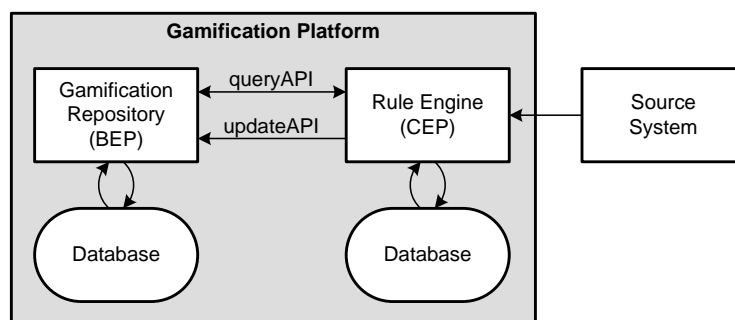 Gamification Platform
Gamification
Repository
(BEP)
queryAPI
updateAPI
Rule Engine
(CEP)
Source
System
Database
Database